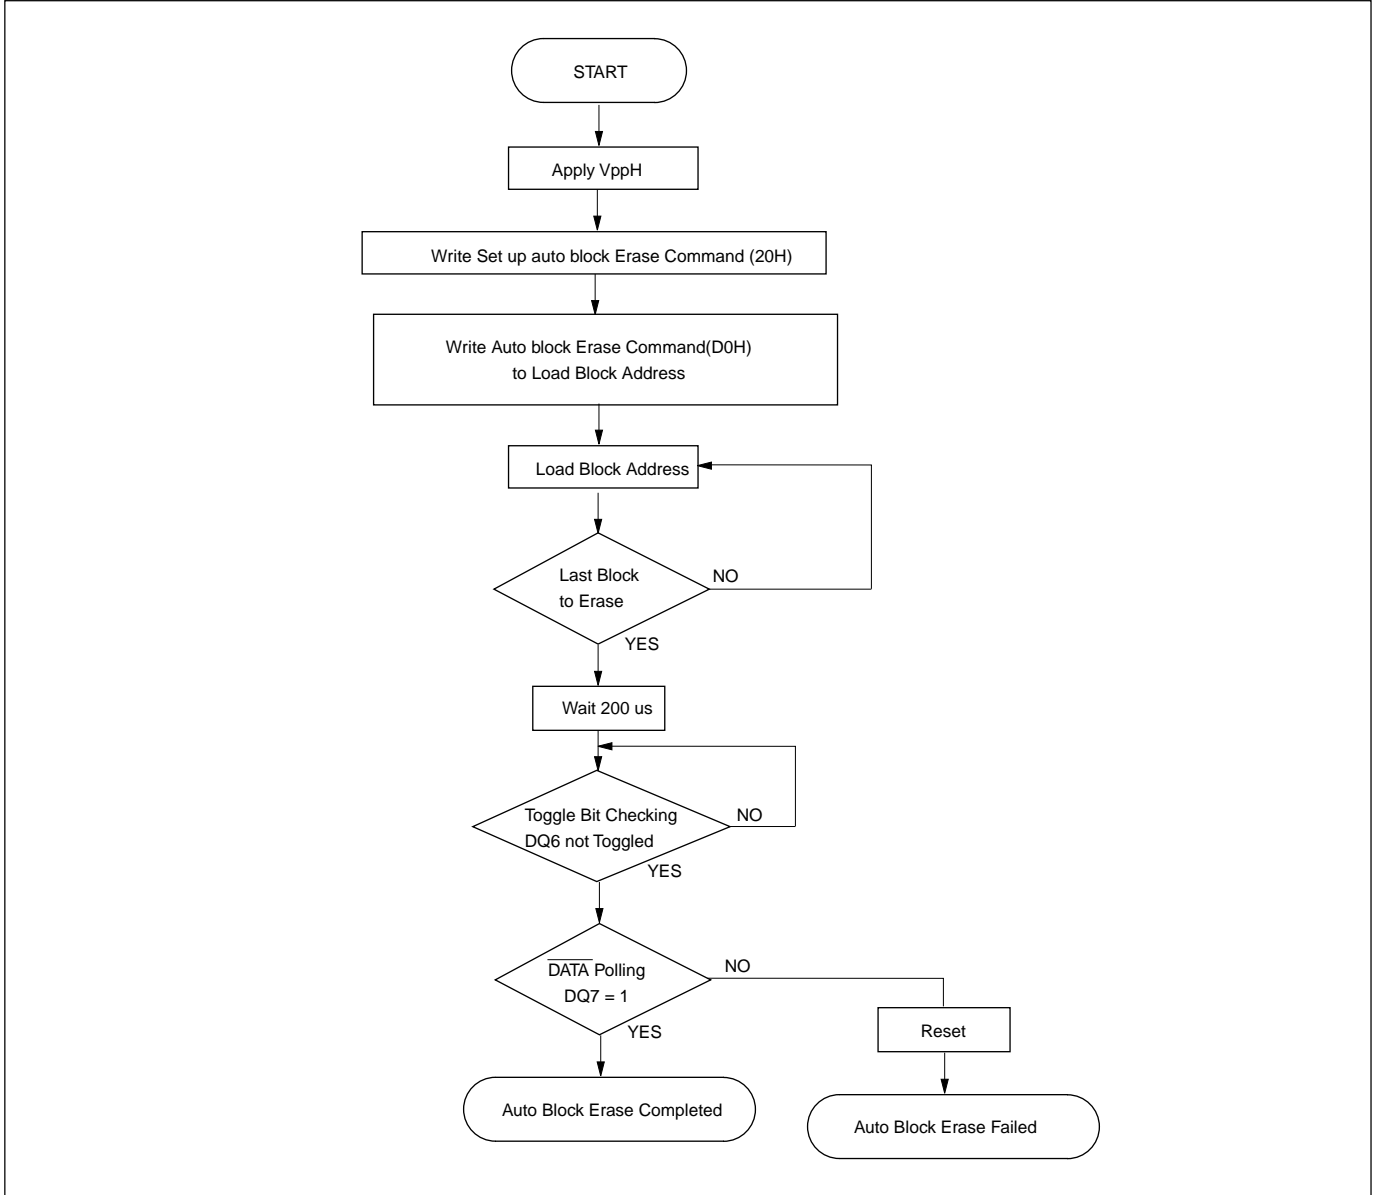 START
Apply VppH
Write Set up auto block Erase Command (20H)
Write Auto block Erase Command(D0H)
to Load Block Address
Load Block Address
Last Block
to Erase
NO
YES
Wait 200 us
Toggle Bit Checking
DQ6 not Toggled
NO
YES
DATA Polling
DQ7 = 1
NO
YES
Reset
Auto Block Erase Completed
Auto Block Erase Failed